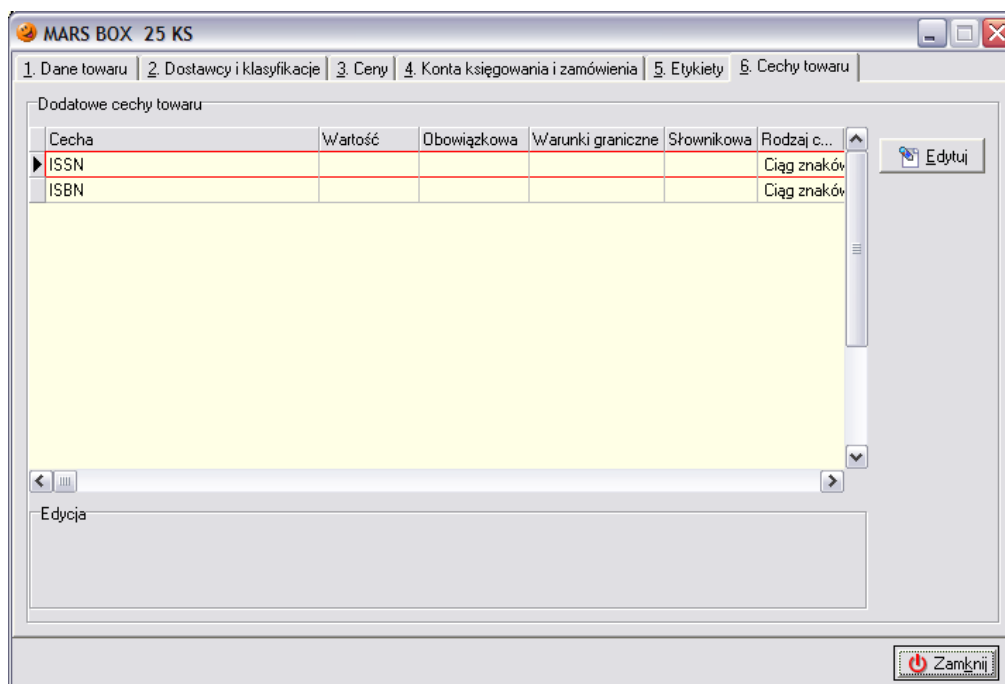 MARS BOX 25 KS
1. Dane towaru 2. Dostawcy i klasyfikacje 3. Ceny 4. Konta księgowania i zamówienia 5. Etykiety 6. Cechy towaru
Dodatowe cechy towaru
Cecha Wartość Obowiązkowa Warunki graniczne Słownikowa Rodzaj c...
ISSN Ciąg znaków
ISBN Ciąg znaków
Edytuj
Edycja
Zamknij